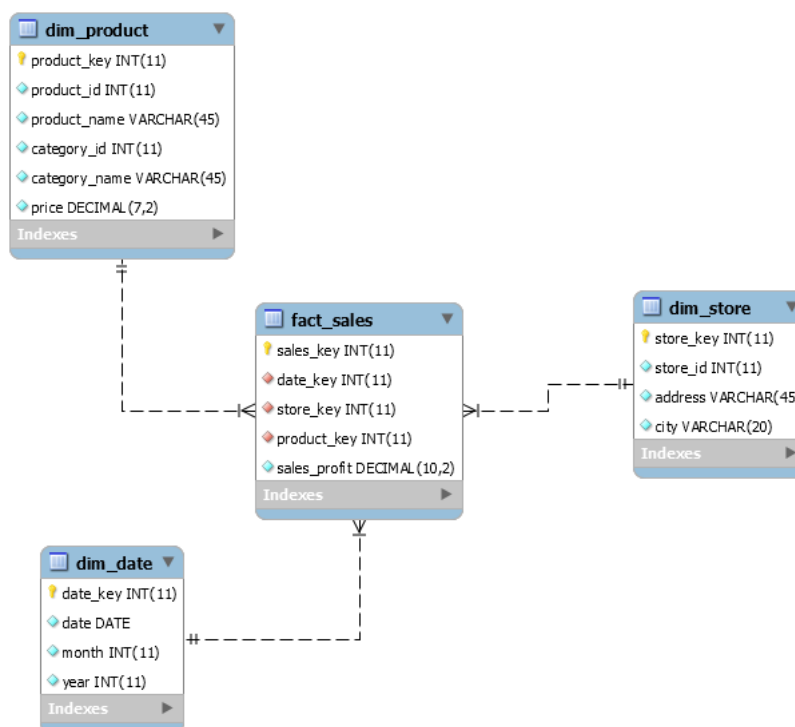 dim_product
product_key INT(11)
product_id INT(11)
product_name VARCHAR(45)
category_id INT(11)
category_name VARCHAR(45)
price DECIMAL(7,2)
Indexes
fact_sales
sales_key INT(11)
date_key INT(11)
store_key INT(11)
product_key INT(11)
sales_profit DECIMAL(10,2)
Indexes
dim_store
store_key INT(11)
store_id INT(11)
address VARCHAR(45
city VARCHAR(20)
Indexes
dim_date
date_key INT(11)
date DATE
month INT(11)
year INT(11)
Indexes